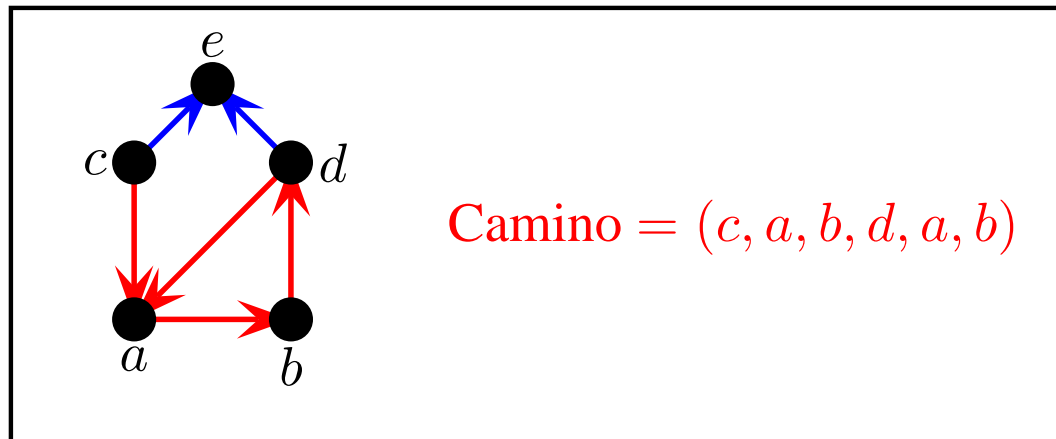 e
c
d
Camino = (c, a, b, d, a, b)
a
b